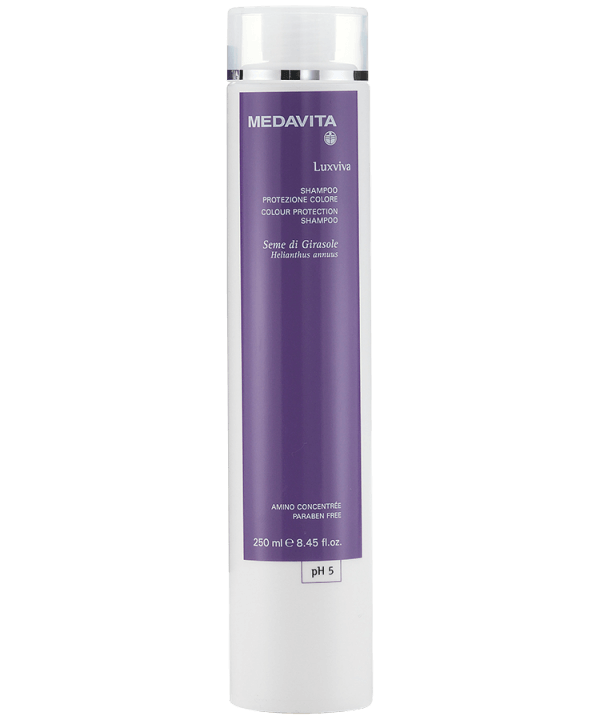 MEDAVITA
Luxviva
SHAMPOO
PROTEZIONE COLORE
COLOUR PROTECTION
SHAMPOO
Seme di Girasole
Helianthus annuus
AMINO CONCENTRÉE
PARABEN FREE
250 ml ℮ 8.45 fl.oz.
pH 5